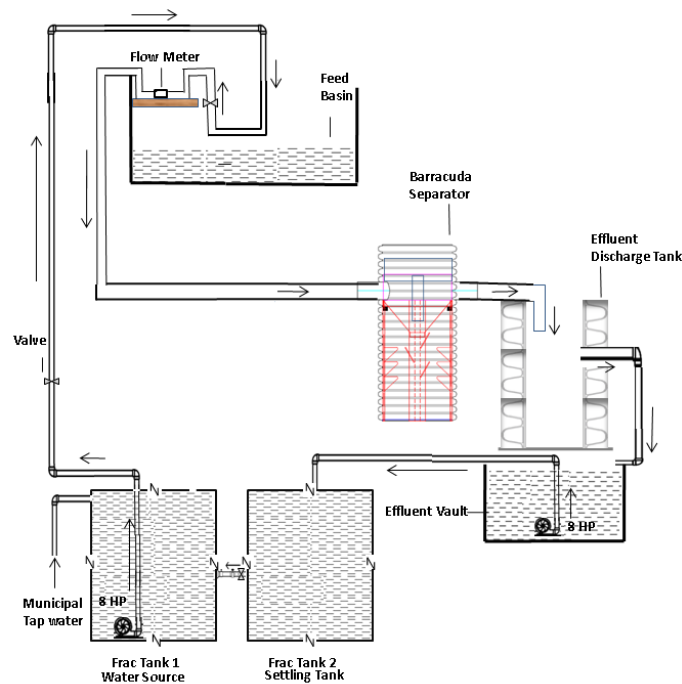 Flow Meter
Feed
Basin
Barracuda
Separator
Effluent
Discharge Tank
Valve
Effluent Vault
8 HP
8 HP
Municipal
Tap water
N
N
N
N
N
N
N
N
Frac Tank 1
Water Source
Frac Tank 2
Settling Tank